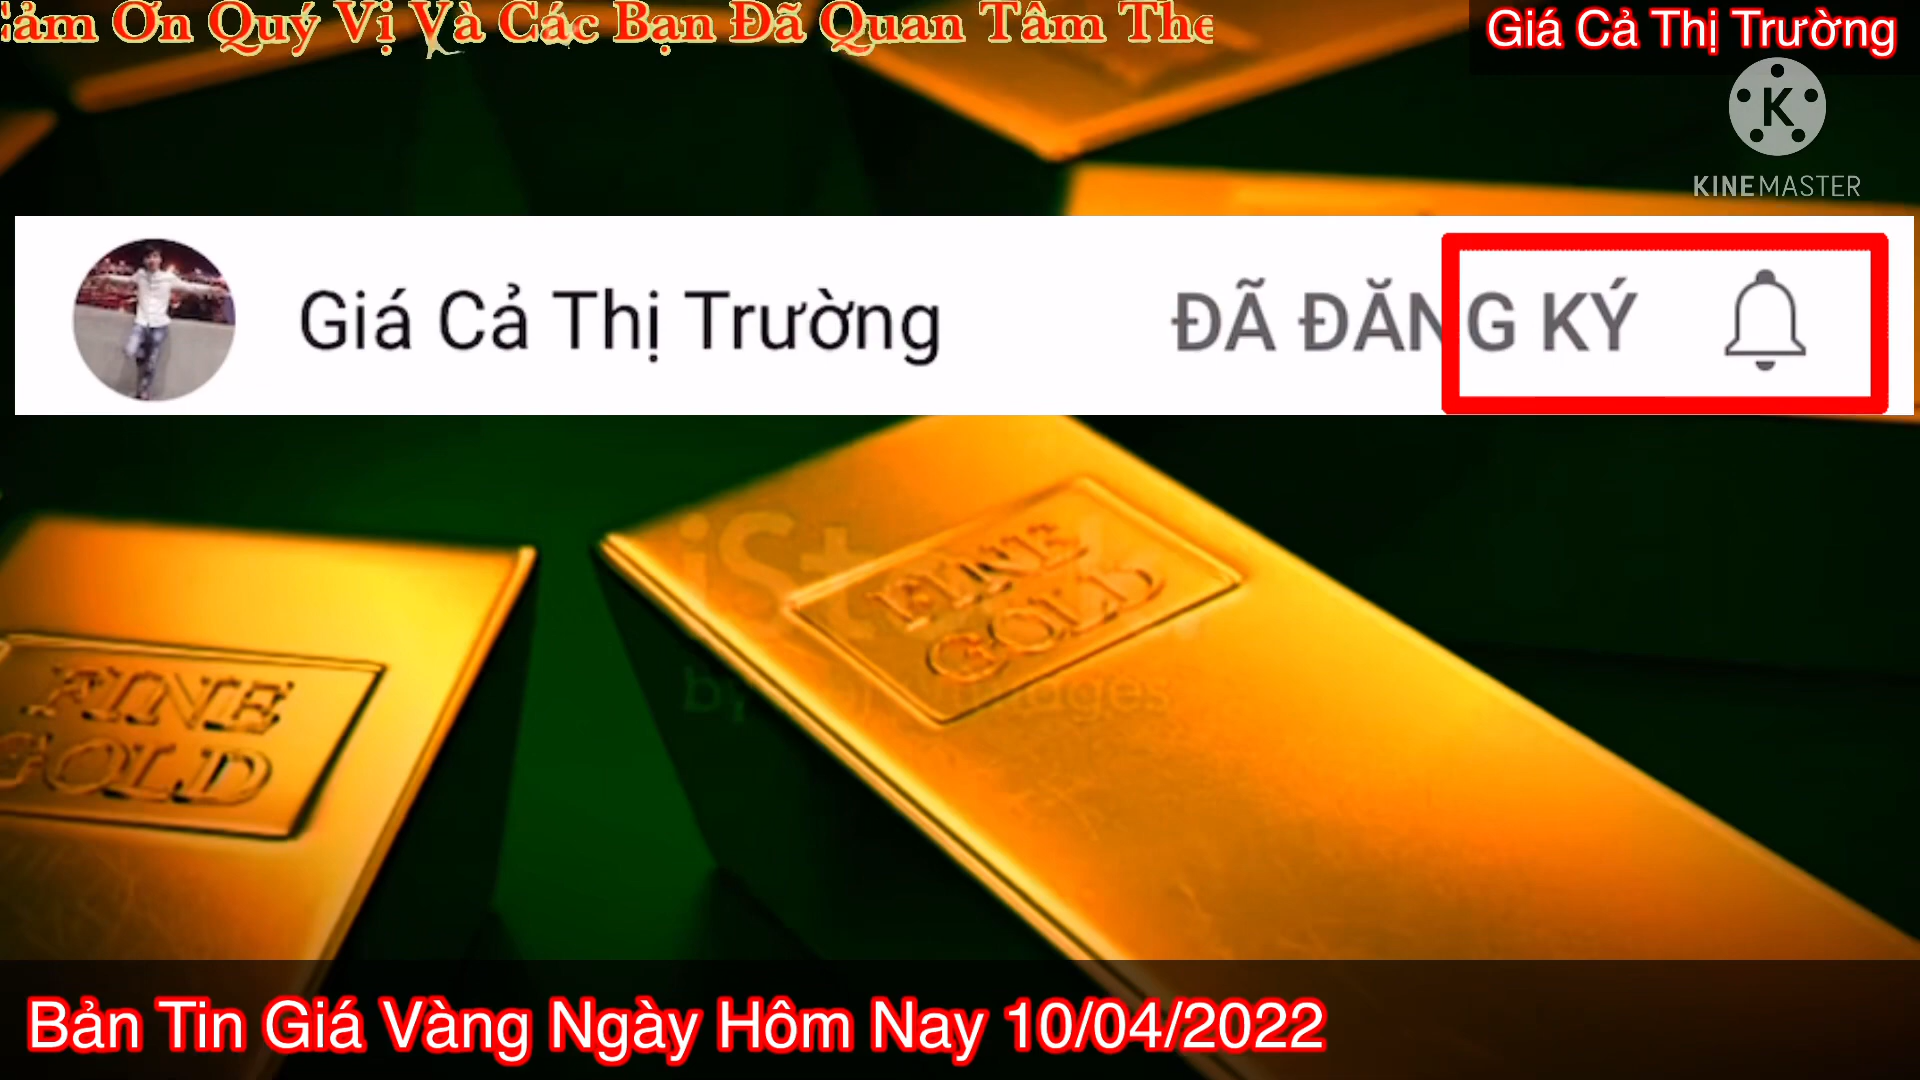 Cảm Ơn Quý Vị Và Các Bạn Đã Quan Tâm The
Giá Cả Thị Trường
K
KINEMASTER
Giá Cả Thị Trường
ĐÃ ĐĂNG KÝ
FINE
GOLD
FINE
GOLD
Bản Tin Giá Vàng Ngày Hôm Nay 10/04/2022